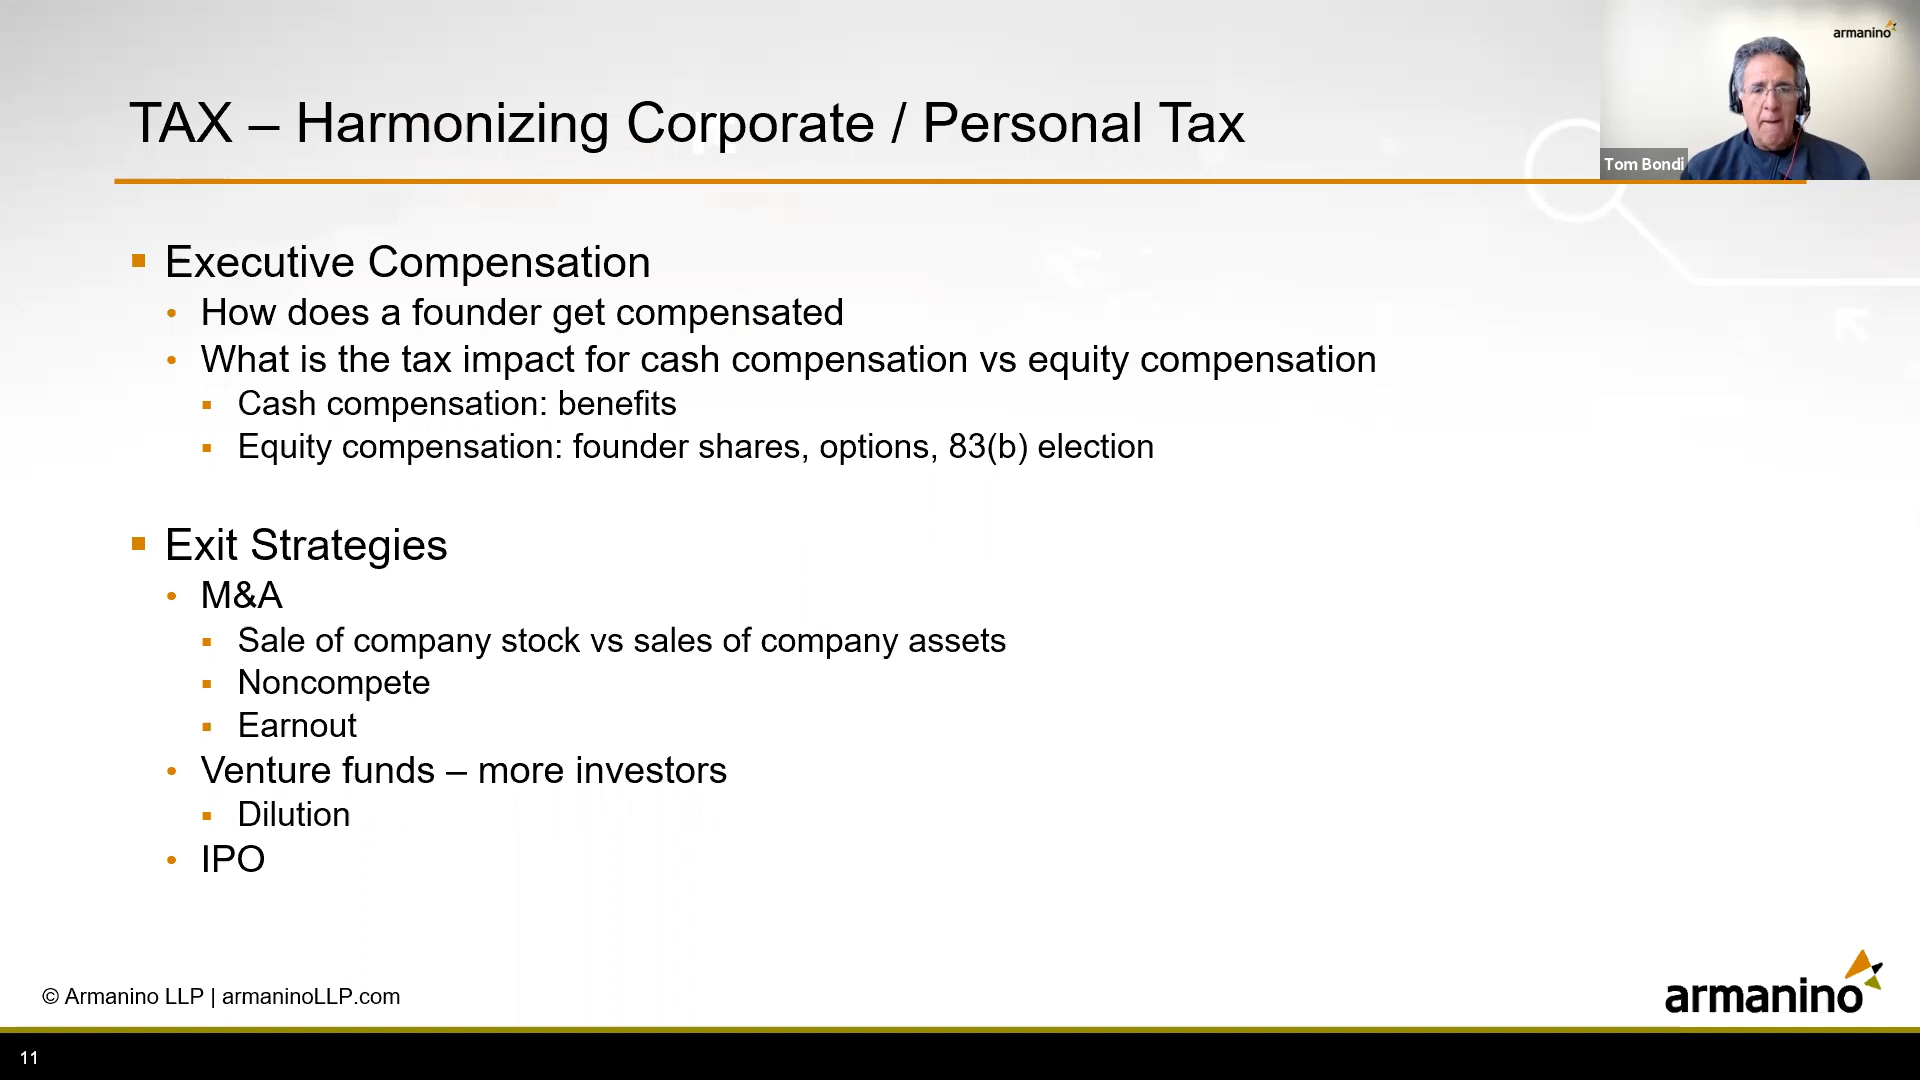 armanino
TAX – Harmonizing Corporate / Personal Tax
Tom Bondi
Executive Compensation
How does a founder get compensated
What is the tax impact for cash compensation vs equity compensation
Cash compensation: benefits
Equity compensation: founder shares, options, 83(b) election
Exit Strategies
M&A
Sale of company stock vs sales of company assets
Noncompete
Earnout
Venture funds – more investors
Dilution
IPO
© Armanino LLP | armaninoLLP.com
armanino
11